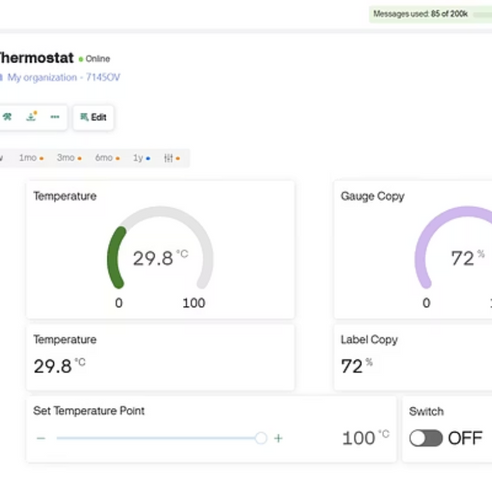 Messages used: 85 of 200k
Thermostat
Online
My organization - 7145OV
Edit
1mo
3mo
6mo
1y
Temperature
29.8 °C
0
100
Gauge Copy
72 %
0
Temperature
29.8 °C
Label Copy
72 %
Set Temperature Point
− + 100 °C
Switch
OFF